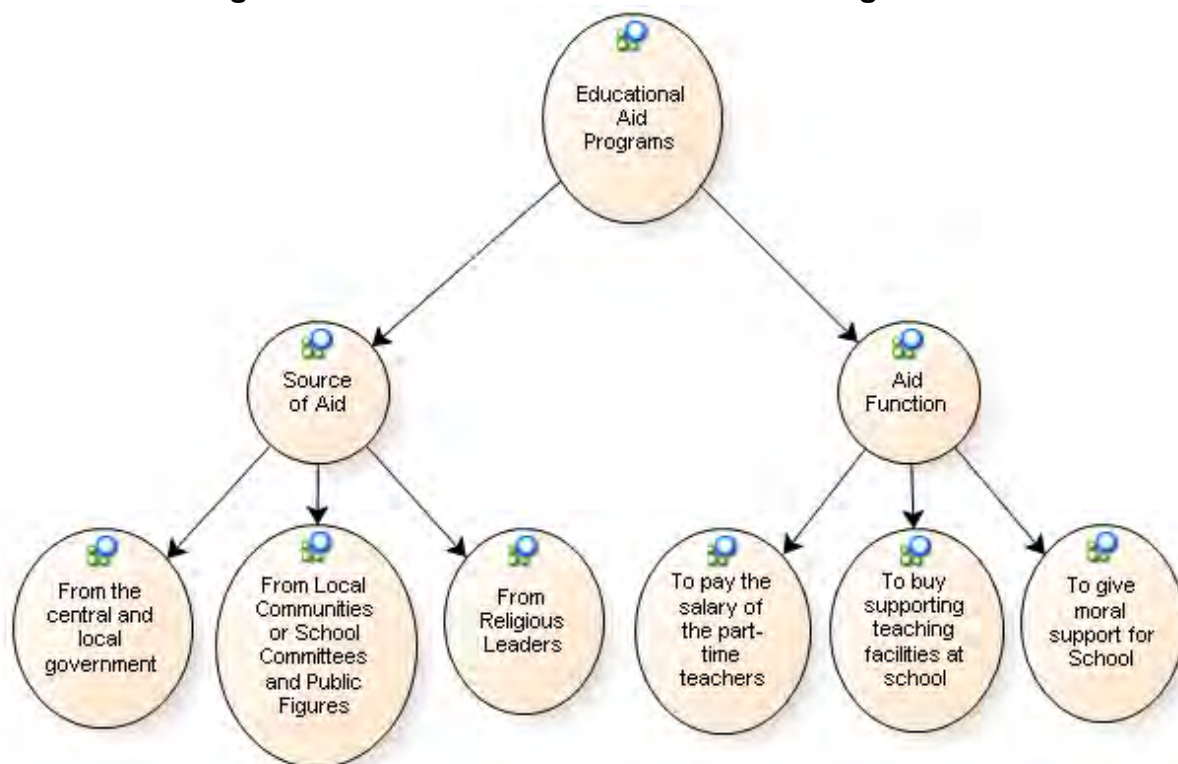 Educational
Aid
Programs
Source
of Aid
Aid
Function
From the
central and
local
government
From Local
Communities
or School
Committees
and Public
Figures
From
Religious
Leaders
To pay the
salary of
the part-
time
teachers
To buy
supporting
teaching
facilities at
school
To give
moral
support for
School